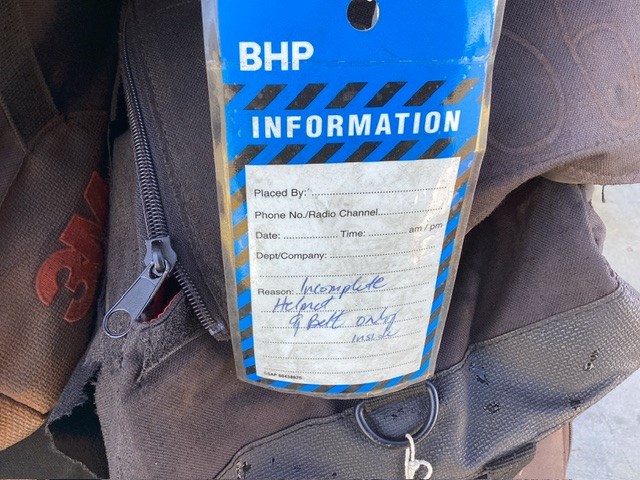 BHP
INFORMATION
Placed By:
Phone No./Radio Channel
Date: Time: am / pm
Dept/Company:
Reason: Incomplete
Helmet
& Belt only
inside
3M